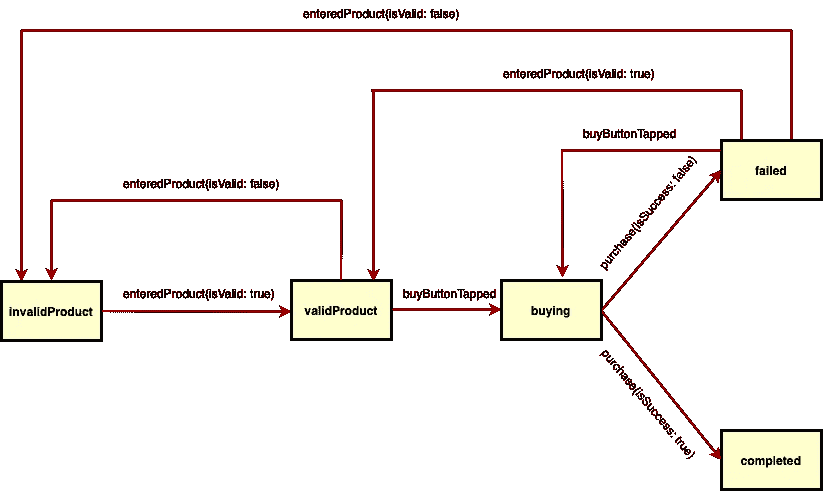 enteredProduct(isValid: false)
enteredProduct(isValid: true)
buyButtonTapped
failed
enteredProduct(isValid: false)
purchase(isSuccess: false)
invalidProduct
enteredProduct(isValid: true)
validProduct
buyButtonTapped
buying
purchase(isSuccess: true)
completed